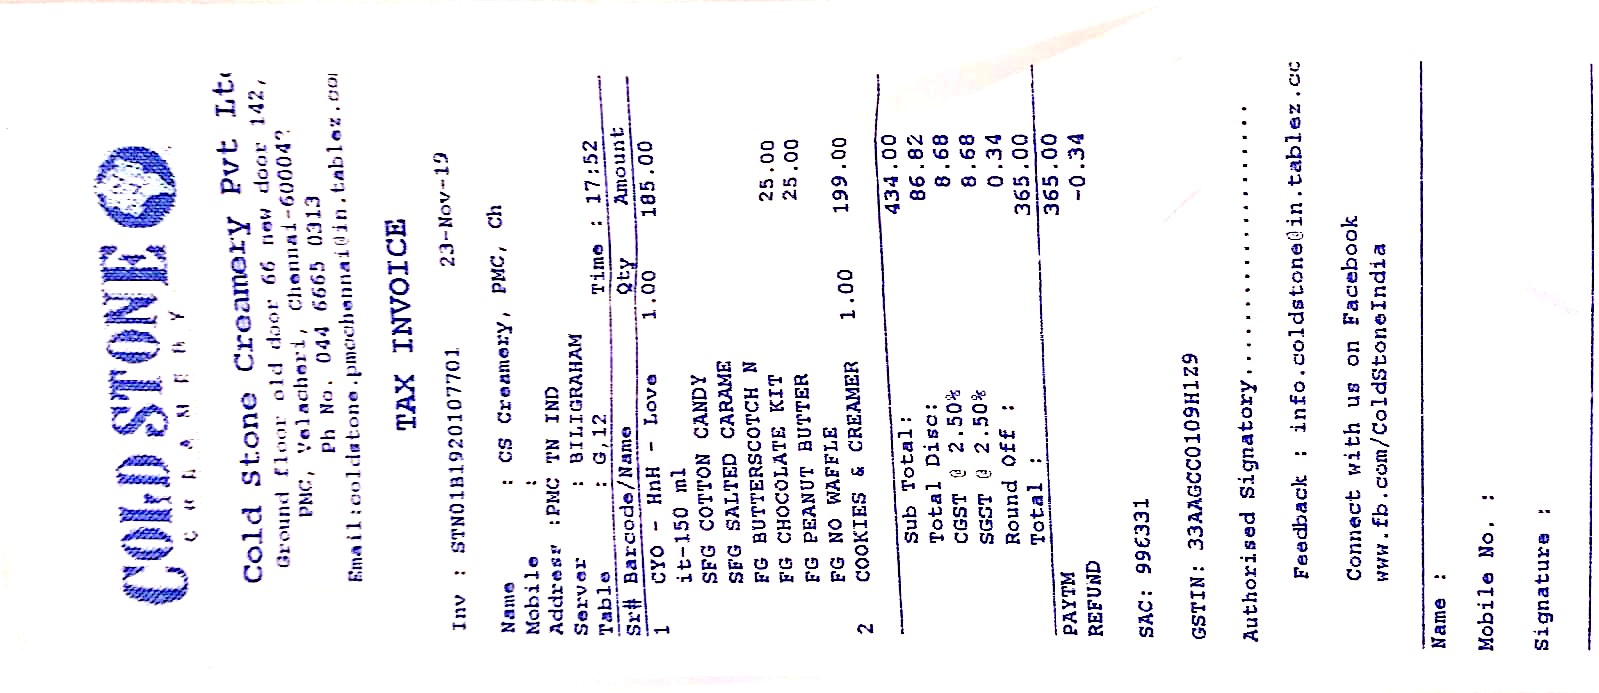 COLD STONE
CREAMERY
Cold Stone Creamery Pvt Lt
Ground floor old door 66 new door 142,
PMC, Velacheri, Chennai-600042
Ph No. 044 6665 0313
Email:coldstone.pmcchennai@in.tablez.co
TAX INVOICE
Inv : STN01B1920107701 23-Nov-19
Name : CS Creamery, PMC, Ch
Mobile :
Address :PMC TN IND
Server : BILIGRAHAM
Table : G,12 Time : 17:52
Sr# Barcode/Name Qty Amount
1 CYO - HnH - Love 1.00 185.00
it-150 ml
SFG COTTON CANDY
SFG SALTED CARAME
FG BUTTERSCOTCH N 25.00
FG CHOCOLATE KIT 25.00
FG PEANUT BUTTER
FG NO WAFFLE
2 COOKIES & CREAMER 1.00 199.00
Sub Total: 434.00
Total Disc: 86.82
CGST @ 2.50% 8.68
SGST @ 2.50% 8.68
Round Off : 0.34
Total : 365.00
PAYTM 365.00
REFUND -0.34
SAC: 996331
GSTIN: 33AAGCC0109H1Z9
Authorised Signatory...........................
Feedback : info.coldstone@in.tablez.cc
Connect with us on Facebook
www.fb.com/ColdStoneIndia
Name :
Mobile No. :
Signature :